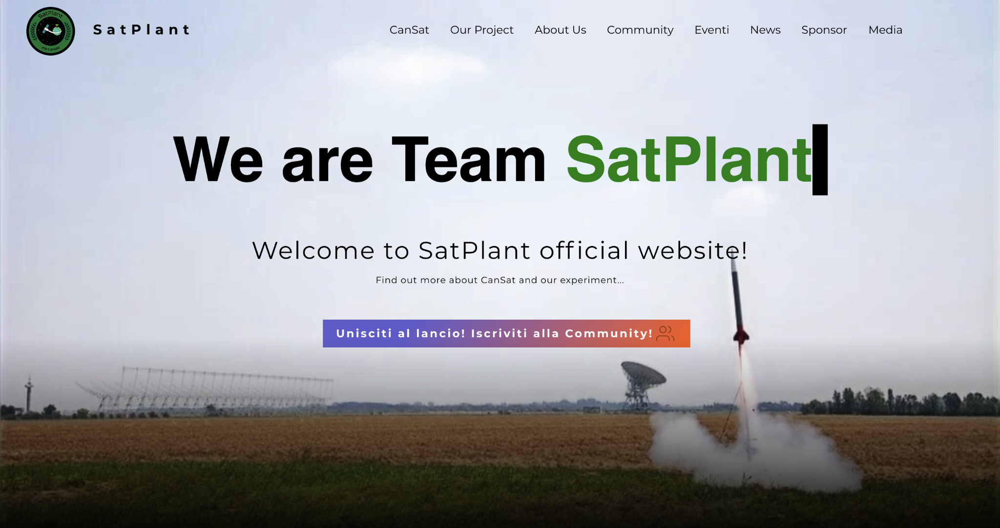 SatPlant
ITTS C.GRASSI
SatPlant
CanSat Our Project About Us Community Eventi News Sponsor Media
We are Team SatPlant
Welcome to SatPlant official website!
Find out more about CanSat and our experiment...
Unisciti al lancio! Iscriviti alla Community!